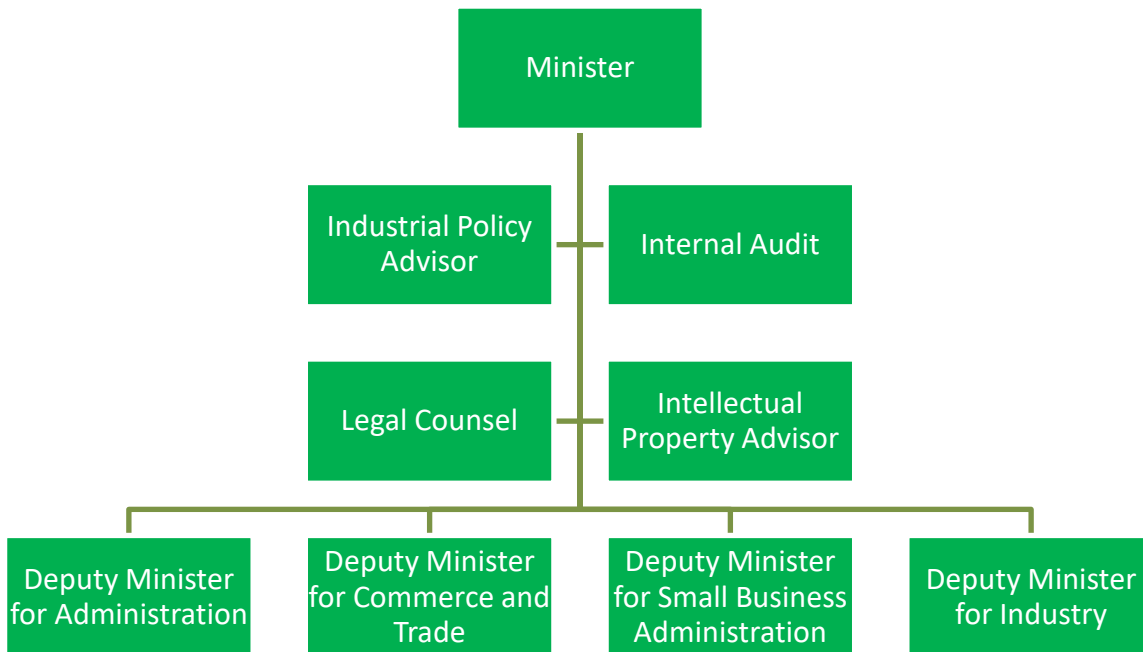 Minister
Industrial Policy
Advisor
Internal Audit
Legal Counsel
Intellectual
Property Advisor
Deputy Minister
for Administration
Deputy Minister
for Commerce and
Trade
Deputy Minister
for Small Business
Administration
Deputy Minister
for Industry